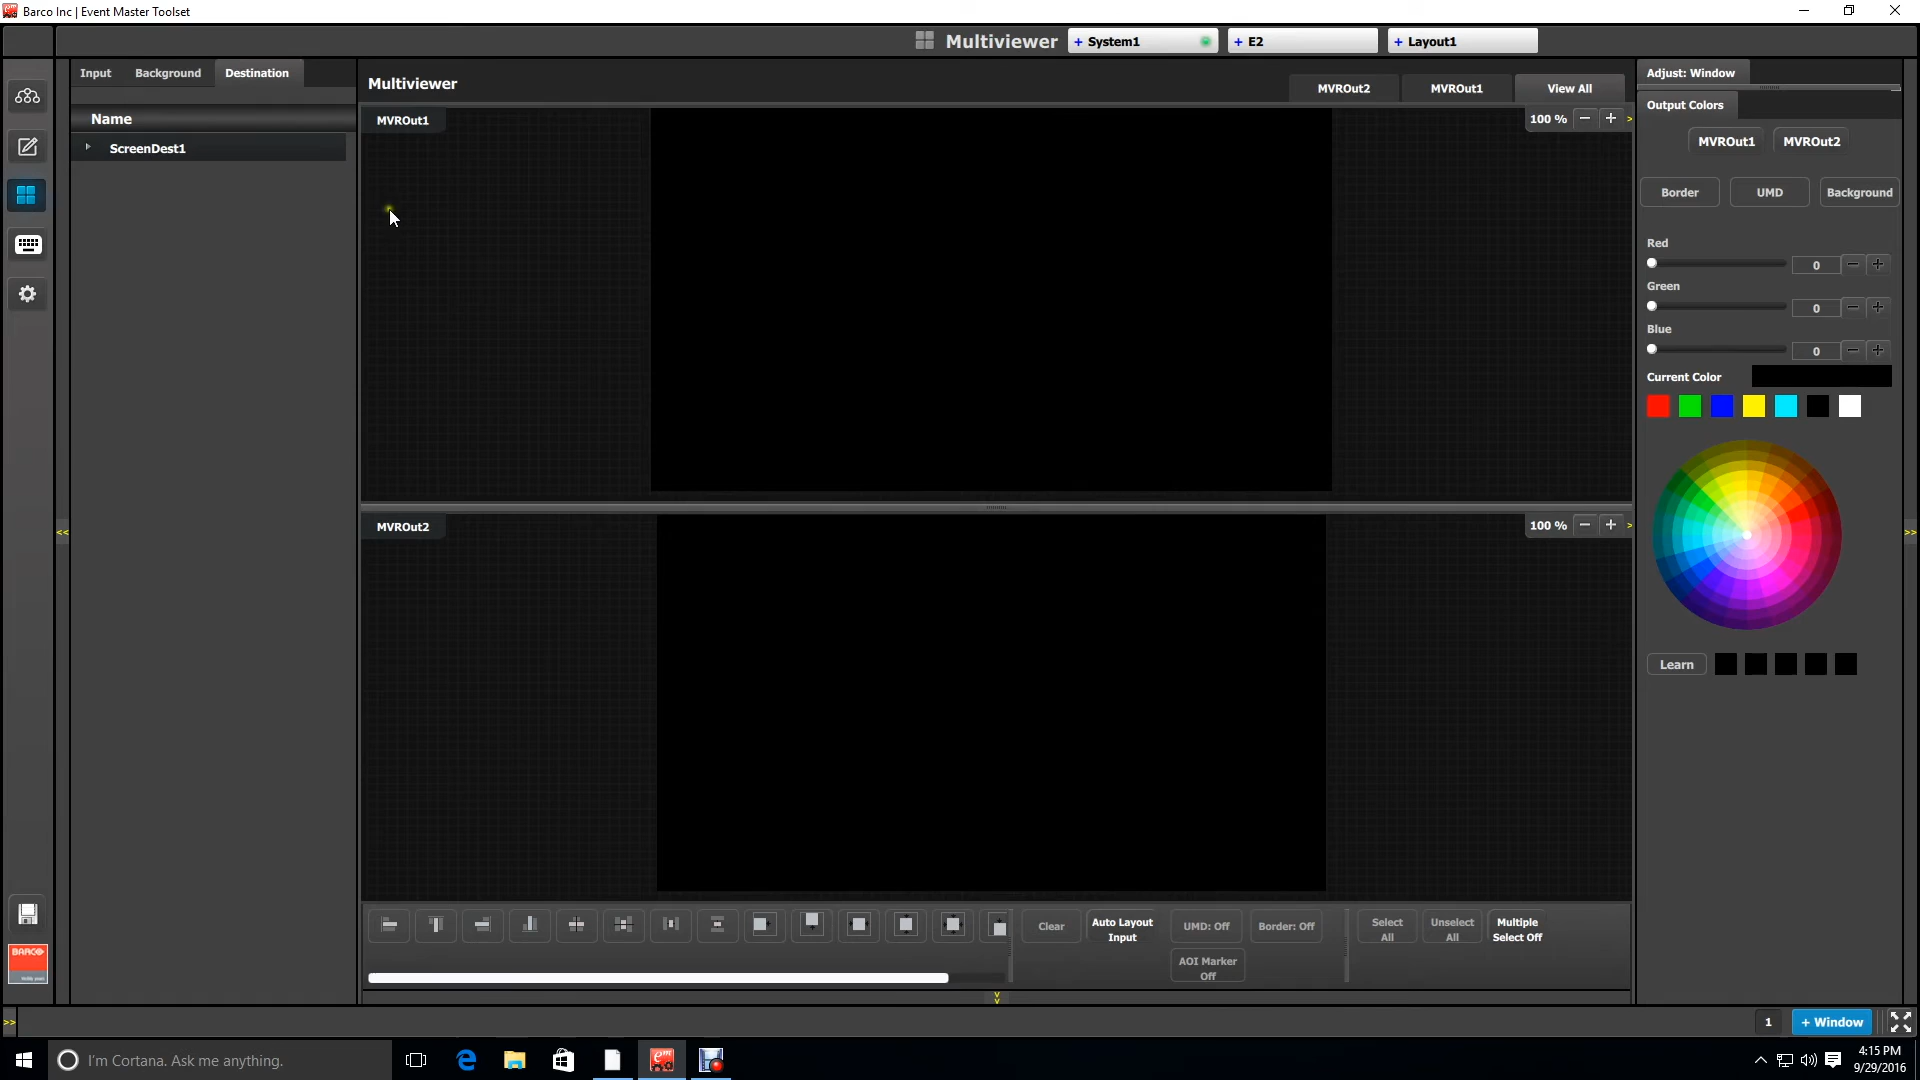 Barco Inc | Event Master Toolset
Multiviewer
+ System1
+ E2
+ Layout1
Input
Background
Destination
Name
ScreenDest1
Multiviewer
MVROut2
MVROut1
View All
MVROut1
100 %
>
MVROut2
100 %
>
<<
>>
Adjust: Window
Output Colors
MVROut1
MVROut2
Border
UMD
Background
Red
0
Green
0
Blue
0
Current Color
Learn
Clear
Auto Layout
Input
UMD: Off
Border: Off
AOI Marker
Off
Select
All
Unselect
All
Multiple
Select Off
BARCO
>>
1
+ Window
I'm Cortana. Ask me anything.
em
4:15 PM
9/29/2016